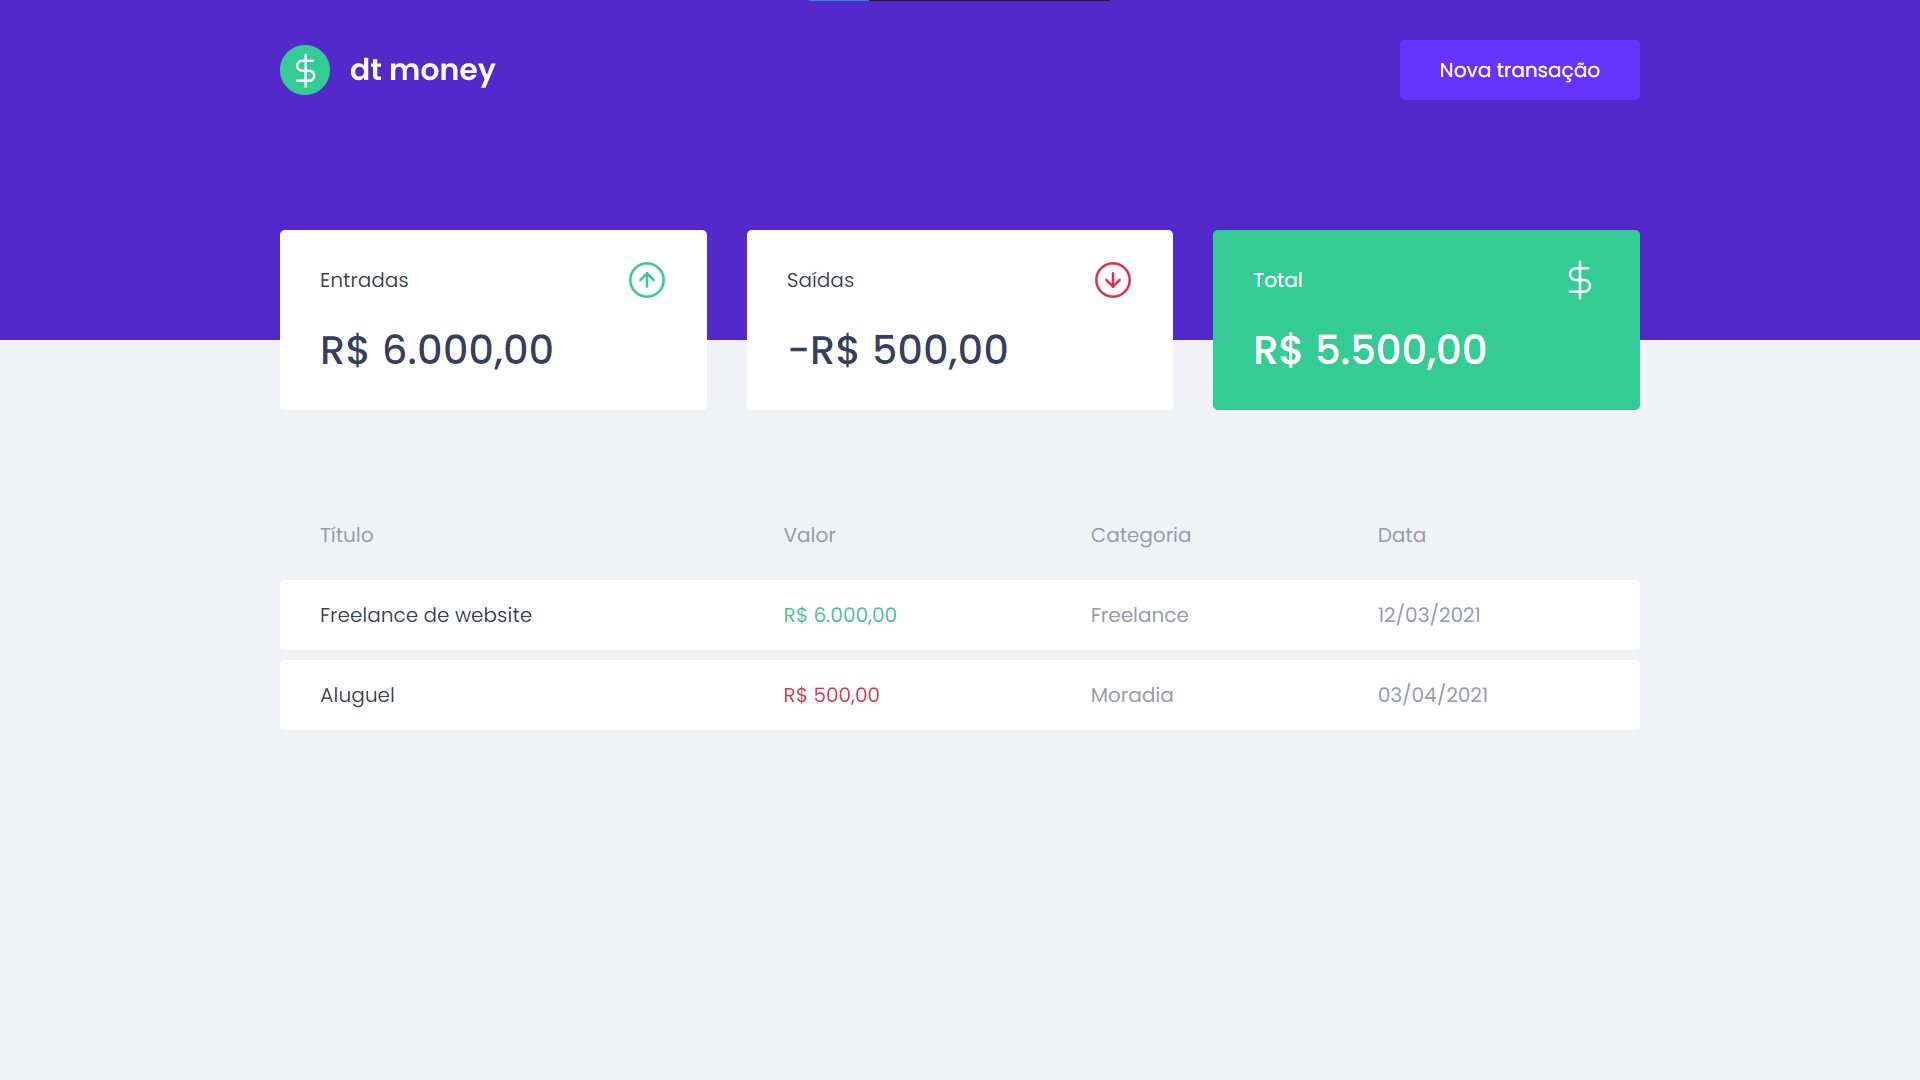 dt money
Nova transação
Entradas
R$ 6.000,00
Saídas
-R$ 500,00
Total
R$ 5.500,00
Título Valor Categoria Data
Freelance de website R$ 6.000,00 Freelance 12/03/2021
Aluguel R$ 500,00 Moradia 03/04/2021